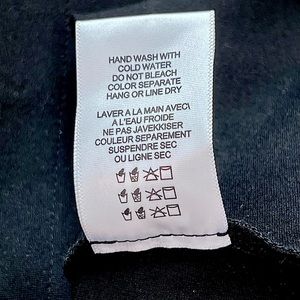 HAND WASH WITH
COLD WATER
DO NOT BLEACH
COLOR SEPARATE
HANG OR LINE DRY
LAVER A LA MAIN AVECι
A L'EAU FROIDE
NE PAS JAVEKKISER
COULEUR SEPAREMENT
SUSPENDRE SEC
OU LIGNE SEC